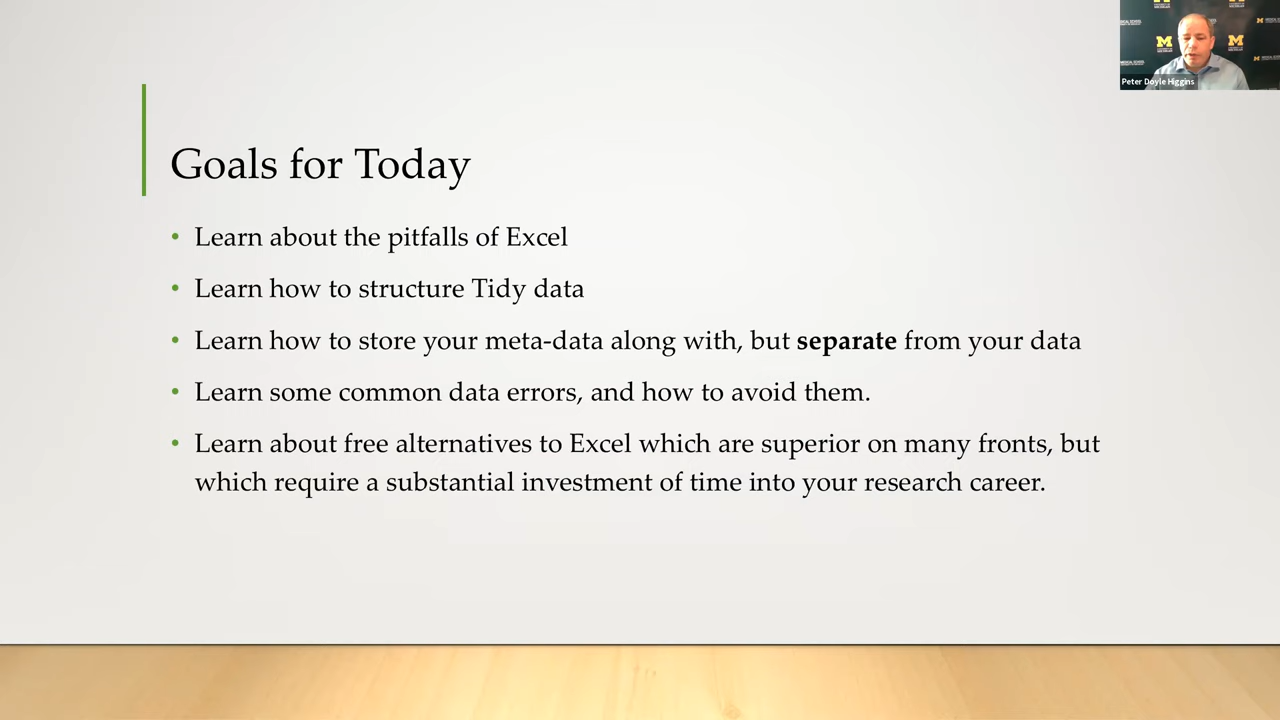 Goals for Today
• Learn about the pitfalls of Excel
• Learn how to structure Tidy data
• Learn how to store your meta-data along with, but separate from your data
• Learn some common data errors, and how to avoid them.
• Learn about free alternatives to Excel which are superior on many fronts, but
which require a substantial investment of time into your research career.
Peter Doyle Higgins